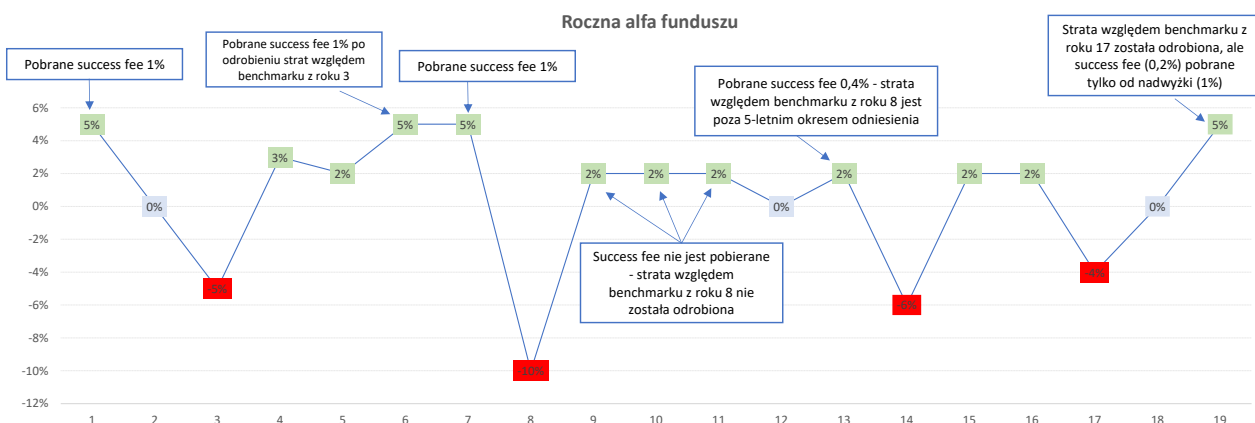 Roczna alfa funduszu
Pobrane success fee 1%
Pobrane success fee 1% po
odrobieniu strat względem
benchmarku z roku 3
Pobrane success fee 1%
Pobrane success fee 0,4% - strata
względem benchmarku z roku 8 jest
poza 5-letnim okresem odniesienia
Strata względem benchmarku z
roku 17 została odrobiona, ale
success fee (0,2%) pobrane
tylko od nadwyżki (1%)
6%
4%
2%
0%
-2%
-4%
-6%
-8%
-10%
-12%
5%
0%
-5%
3%
2%
5%
5%
-10%
2%
2%
2%
0%
2%
-6%
2%
2%
-4%
0%
5%
Success fee nie jest pobierane
- strata względem
benchmarku z roku 8 nie
została odrobiona
1 2 3 4 5 6 7 8 9 10 11 12 13 14 15 16 17 18 19